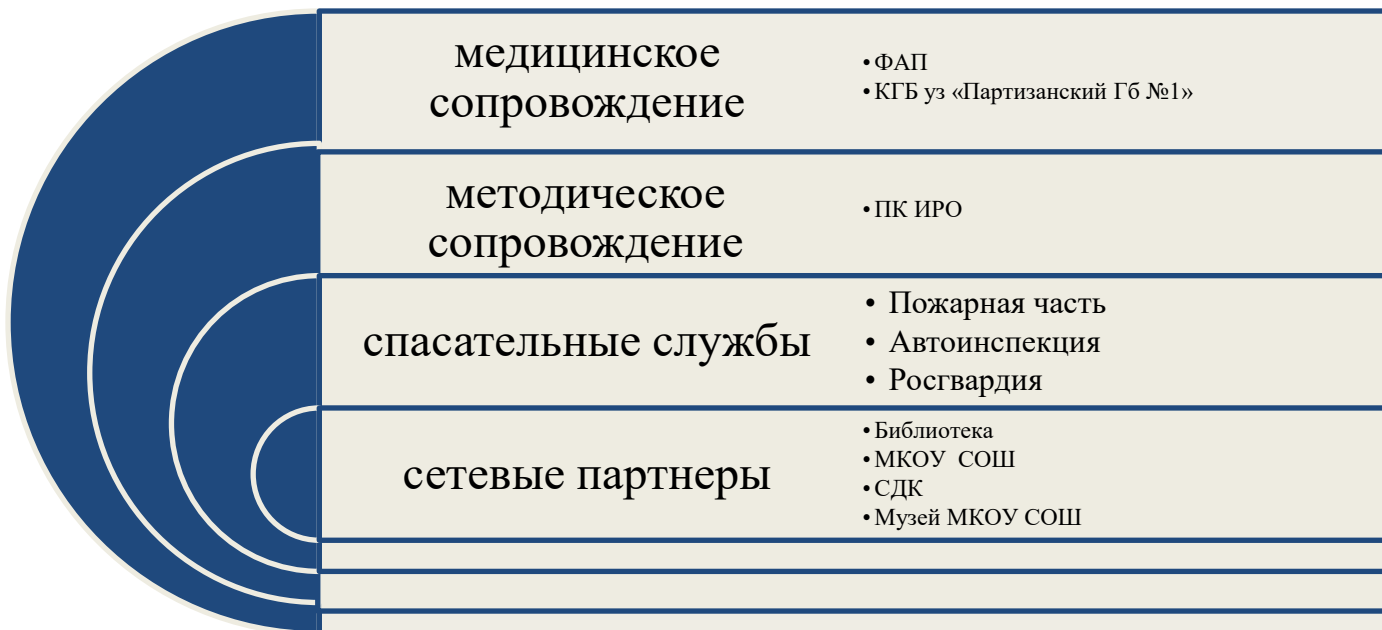 медицинское
сопровождение
• ФАП
• КГБ уз «Партизанский Гб №1»
методическое
сопровождение
• ПК ИРО
спасательные службы
• Пожарная часть
• Автоинспекция
• Росгвардия
сетевые партнеры
• Библиотека
• МКОУ СОШ
• СДК
• Музей МКОУ СОШ